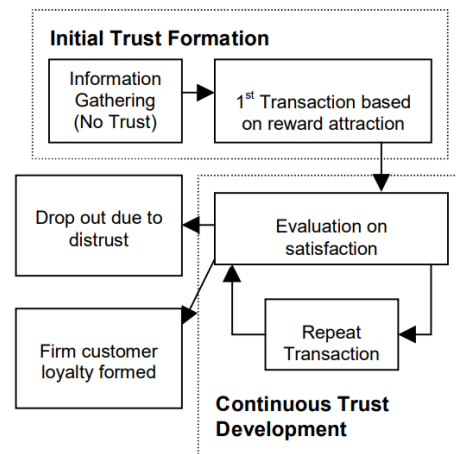 Initial Trust Formation
Information
Gathering
(No Trust)
1st Transaction based
on reward attraction
Drop out due to
distrust
Evaluation on
satisfaction
Firm customer
loyalty formed
Repeat
Transaction
Continuous Trust
Development